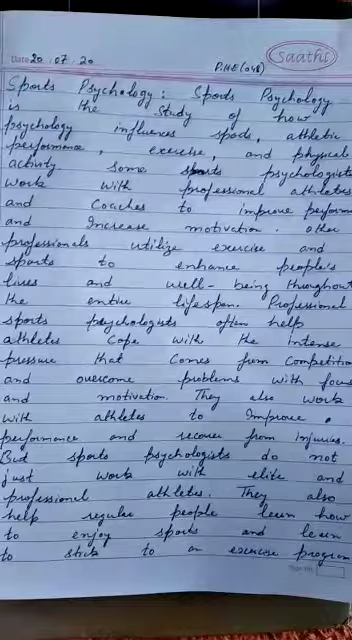 Saathi
Date 20.07.20
P.HE(048)
Sports Psychology: Sports Psychology
is the study of how
psychology influences spods, athletic
performance, exercise, and physical
activity some sports psychologists
work with professional athletes
and Coaches to improve perform
and Increase motivation. other
professionals utilize exercise and
sports to enhance people's
lives and well-being throughout
the entire lifespan. Professional
sports psychologists often help
athletes Cope with the intense
pressure that Comes from Competition
and overcome problems with focus
and motivation. They also work
with athletes to Improve.
performance and recover from Injuries.
But sports psychologists do not
just work with elite and
professional athletes. They also
help regular people learn how
to enjoy sports and learn
to stick to an exercise program